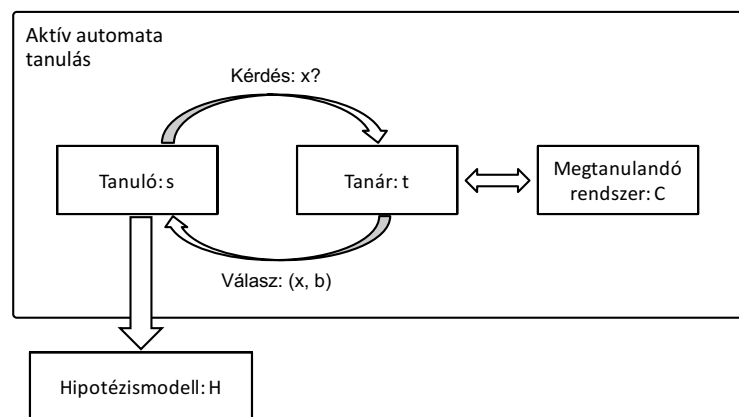 Aktív automata
tanulás
Kérdés: x?
Tanuló: s
Tanár: t
Megtanulandó
rendszer: C
Válasz: (x, b)
Hipotézismodell: H